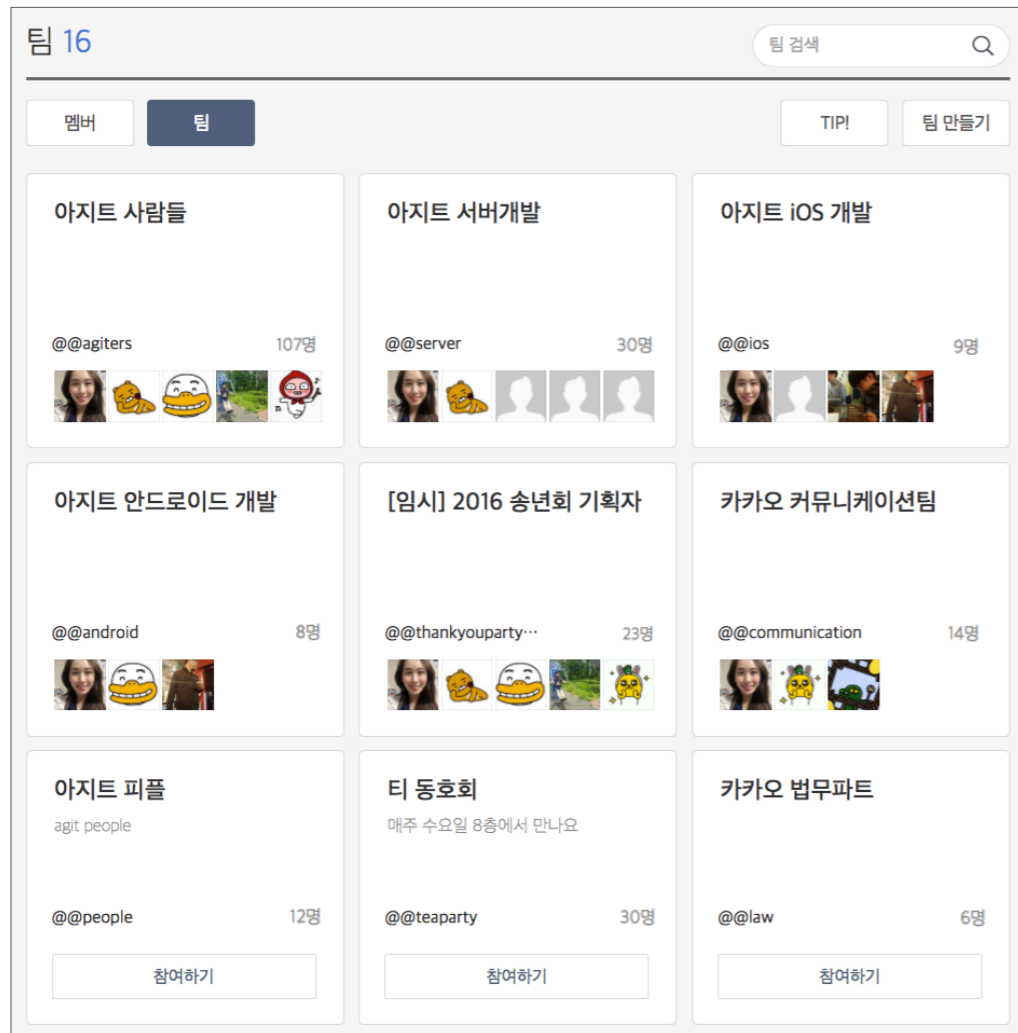 팀 16
팀 검색
멤버
팀
TIP!
팀 만들기
아지트 사람들
@@agiters
107명
아지트 서버개발
@@server
30명
아지트 iOS 개발
@@ios
9명
아지트 안드로이드 개발
@@android
8명
[임시] 2016 송년회 기획자
@@thankyouparty…
23명
카카오 커뮤니케이션팀
@@communication
14명
아지트 피플
agit people
@@people
12명
참여하기
티 동호회
매주 수요일 8층에서 만나요
@@teaparty
30명
참여하기
카카오 법무파트
@@law
6명
참여하기